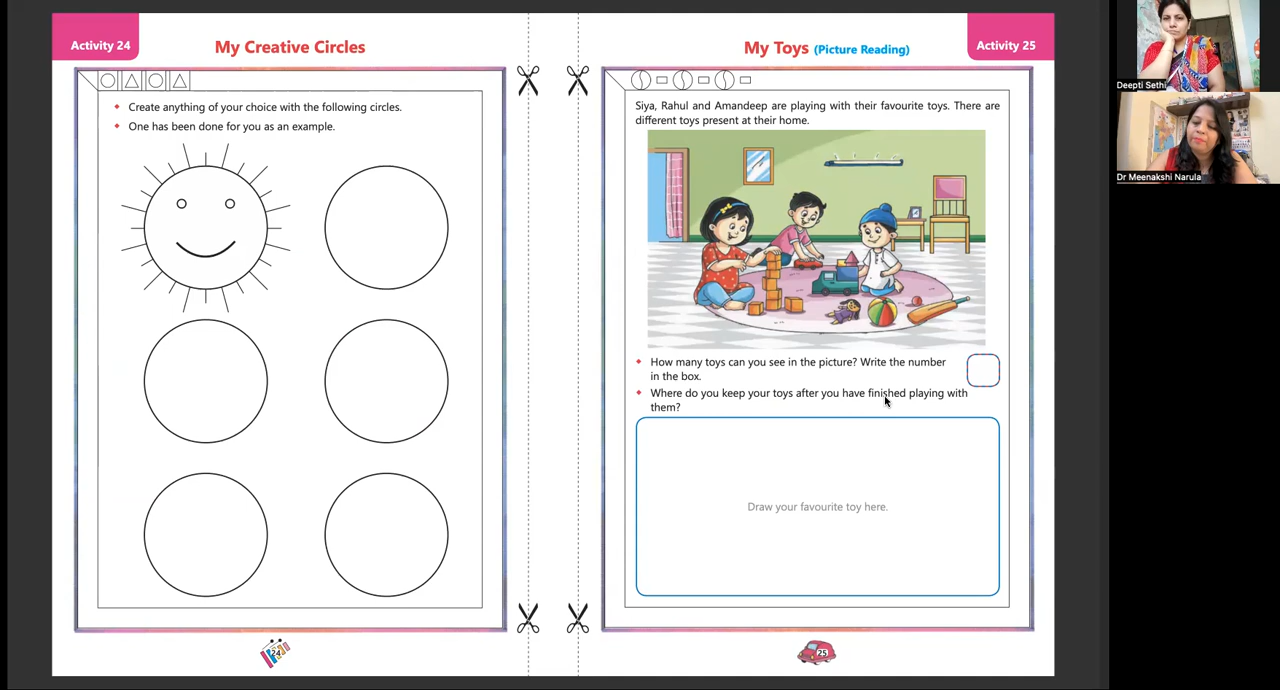 Activity 24
My Creative Circles
Create anything of your choice with the following circles.
One has been done for you as an example.
24
My Toys (Picture Reading)
Activity 25
Siya, Rahul and Amandeep are playing with their favourite toys. There are
different toys present at their home.
How many toys can you see in the picture? Write the number
in the box.
Where do you keep your toys after you have finished playing with
them?
Draw your favourite toy here.
25
Deepti Sethi
Dr Meenakshi Narula